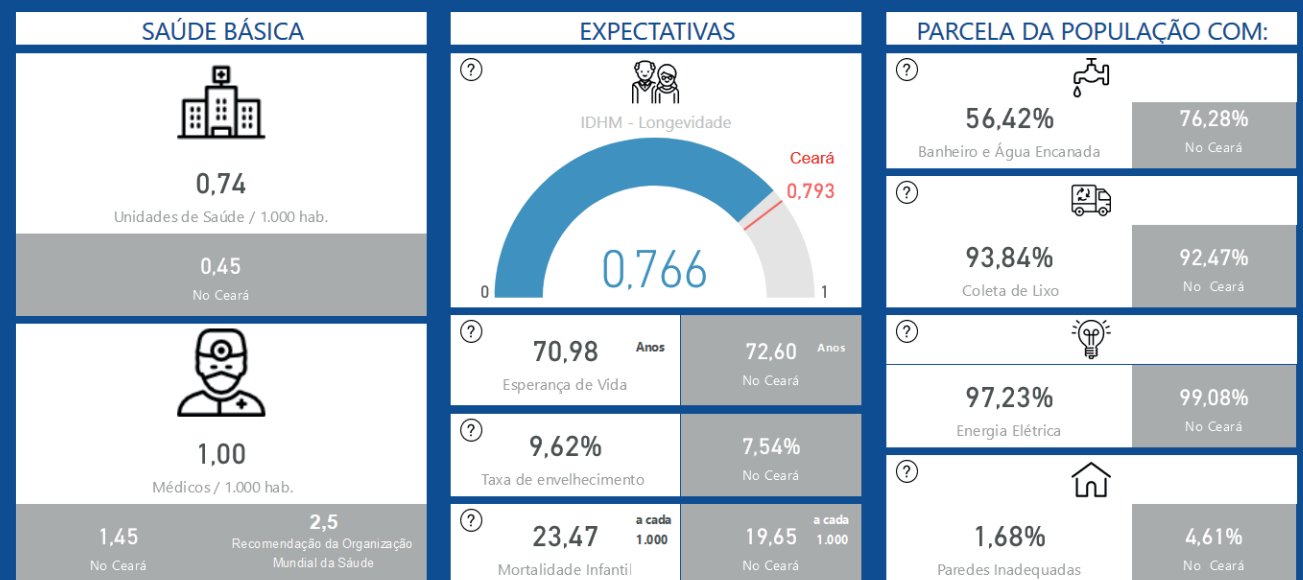 SAÚDE BÁSICA
0,74
Unidades de Saúde / 1.000 hab.
0,45
No Ceará
1,00
Médicos / 1.000 hab.
1,45
No Ceará
2,5
Recomendação da Organização
Mundial da Sáude
EXPECTATIVAS
?
IDHM - Longevidade
Ceará
0,793
0,766
0
1
?
70,98
Anos
Esperança de Vida
72,60
Anos
No Ceará
?
9,62%
Taxa de envelhecimento
7,54%
No Ceará
?
23,47
a cada
1.000
Mortalidade Infantil
19,65
a cada
1.000
No Ceará
PARCELA DA POPULAÇÃO COM:
?
56,42%
Banheiro e Água Encanada
76,28%
No Ceará
?
93,84%
Coleta de Lixo
92,47%
No Ceará
?
97,23%
Energia Elétrica
99,08%
No Ceará
?
1,68%
Paredes Inadequadas
4,61%
No Ceará